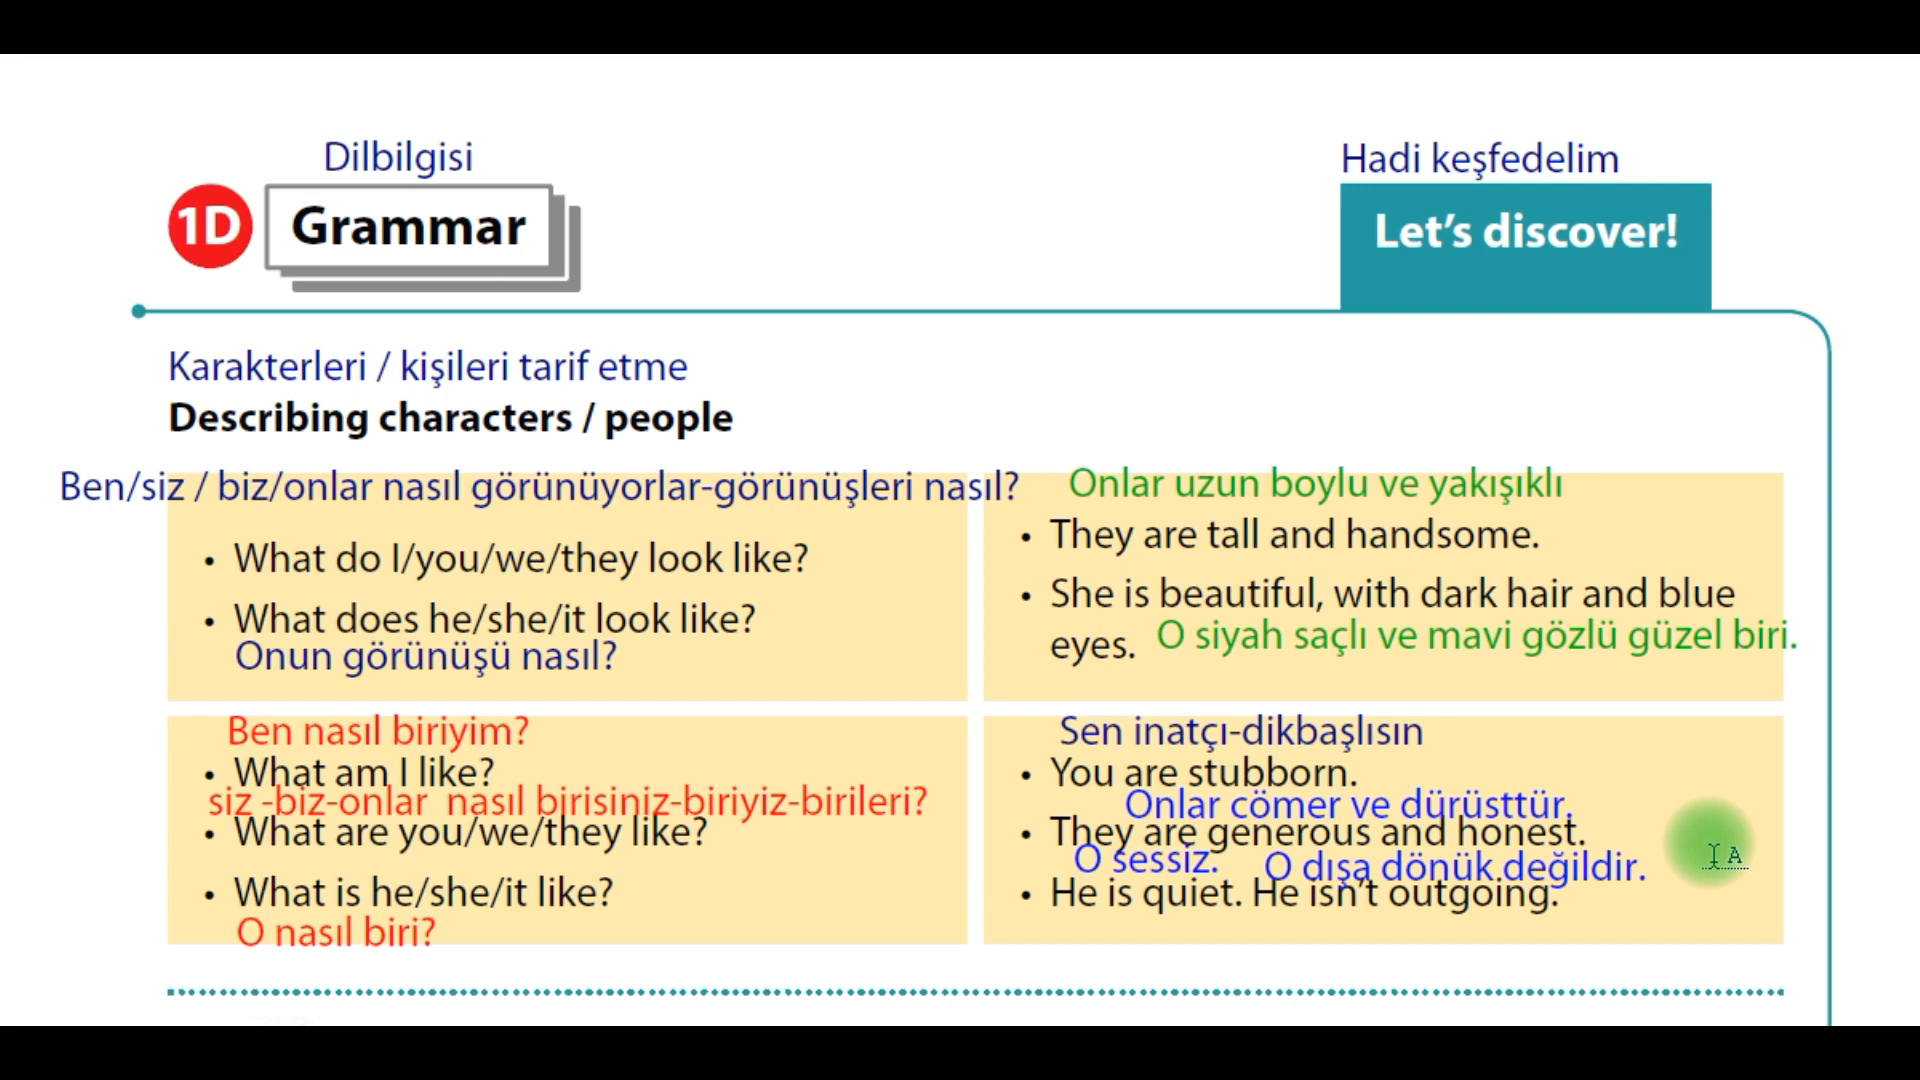 Dilbilgisi
Hadi keşfedelim
1D Grammar
Let's discover!
Karakterleri / kişileri tarif etme
Describing characters / people
Ben/siz / biz/onlar nasıl görünüyorlar-görünüşleri nasıl?
• What do I/you/we/they look like?
• What does he/she/it look like?
Onun görünüşü nasıl?
Onlar uzun boylu ve yakışıklı
• They are tall and handsome.
• She is beautiful, with dark hair and blue
eyes. O siyah saçlı ve mavi gözlü güzel biri.
Ben nasıl biriyim?
• What am I like?
siz -biz-onlar nasıl birisiniz-biriyiz-birileri?
• What are you/we/they like?
• What is he/she/it like?
O nasıl biri?
Sen inatçı-dikbaşlısın
• You are stubborn.
Onlar cömer ve dürüsttür.
• They are generous and honest.
O sessiz. O dışa dönük değildir.
• He is quiet. He isn't outgoing.
A